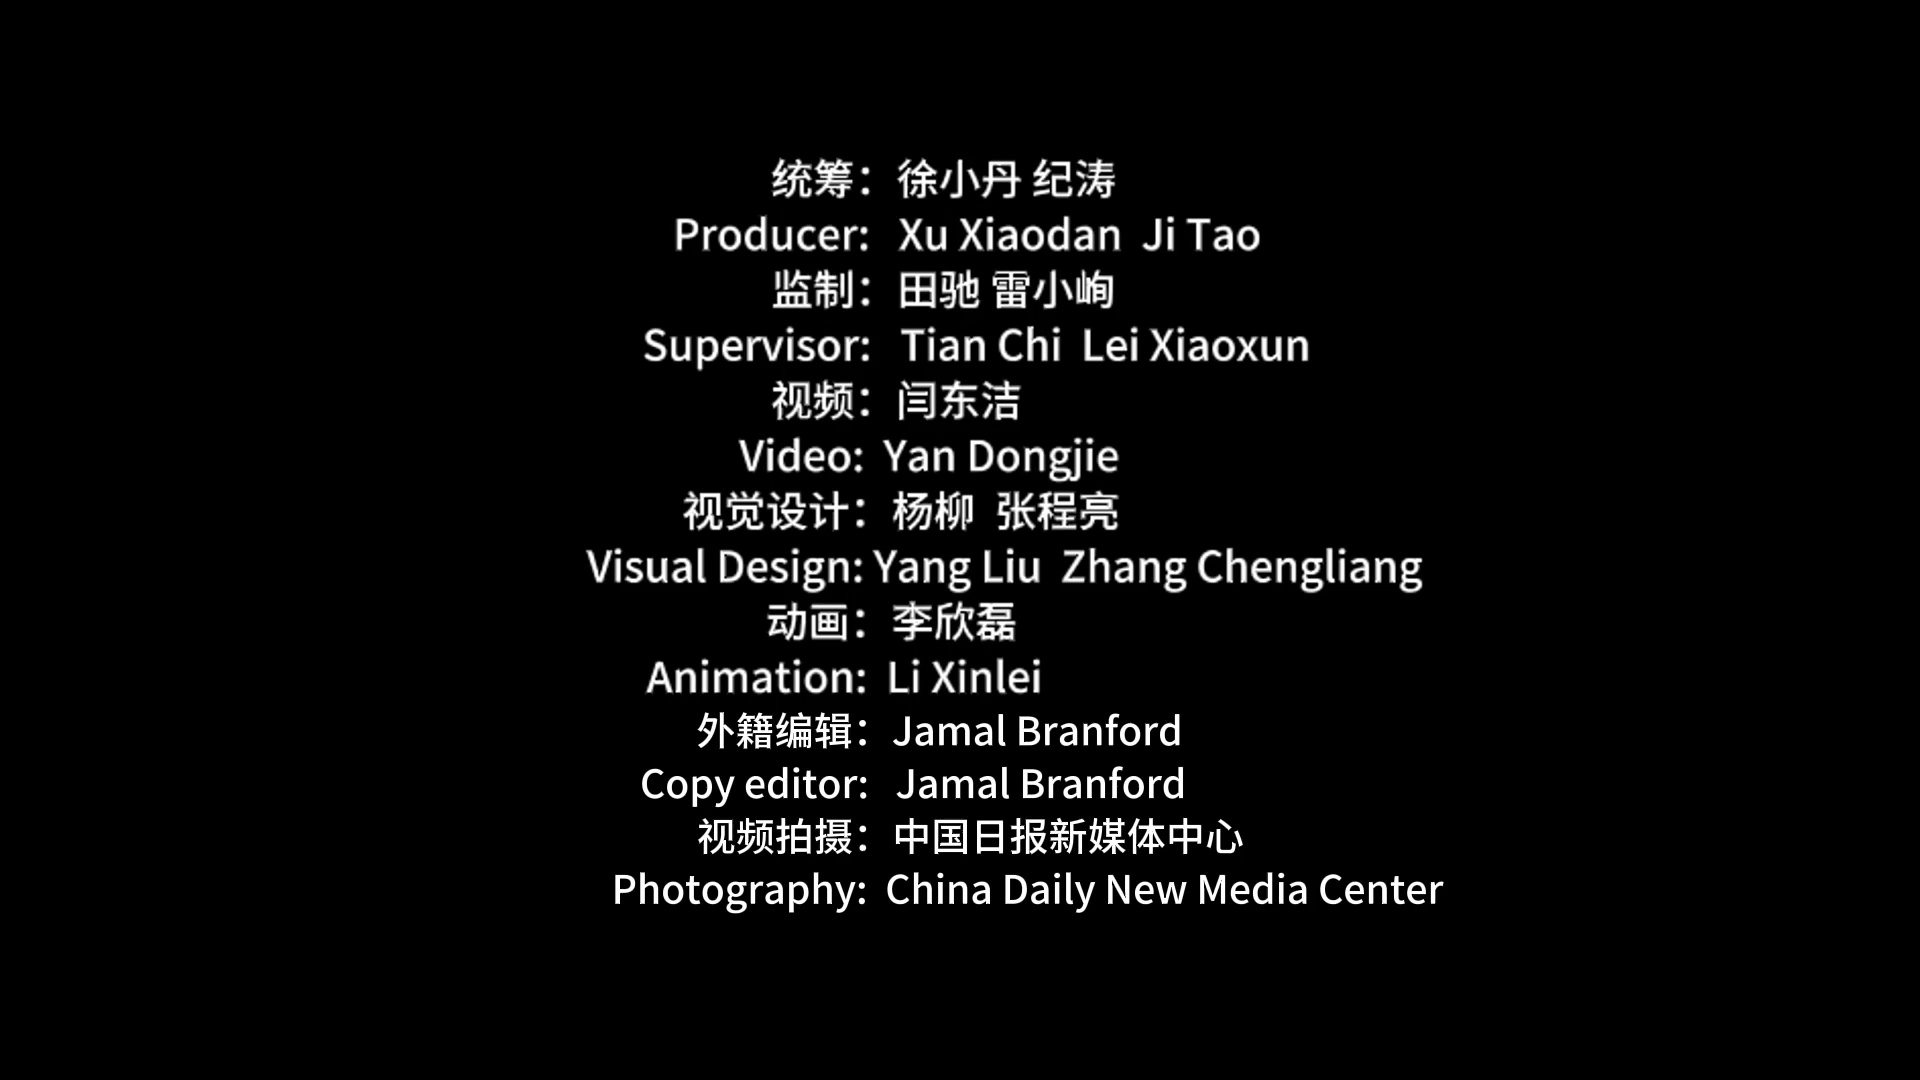 统筹：徐小丹 纪涛
Producer: Xu Xiaodan Ji Tao
监制：田驰 雷小峋
Supervisor: Tian Chi Lei Xiaoxun
视频：闫东洁
Video: Yan Dongjie
视觉设计：杨柳 张程亮
Visual Design: Yang Liu Zhang Chengliang
动画：李欣磊
Animation: Li Xinlei
外籍编辑：Jamal Branford
Copy editor: Jamal Branford
视频拍摄：中国日报新媒体中心
Photography: China Daily New Media Center